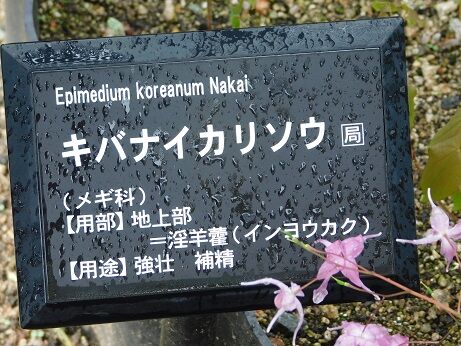 Epimedium koreanum Nakai
キバナイカリソウ 局
（メギ科）
【用部】地上部
＝淫羊藿（インヨウカク）
【用途】強壮　補精